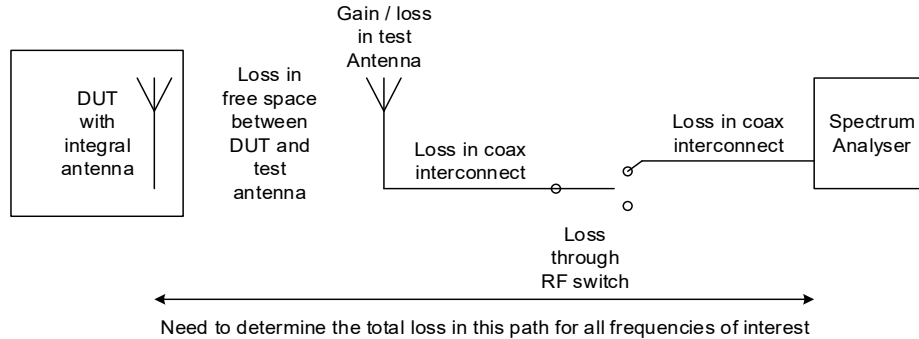 Gain / loss
in test
Antenna
DUT
with
integral
antenna
Loss in
free space
between
DUT and
test
antenna
Loss in coax
interconnect
Loss
through
RF switch
Loss in coax
interconnect
Spectrum
Analyser
Need to determine the total loss in this path for all frequencies of interest